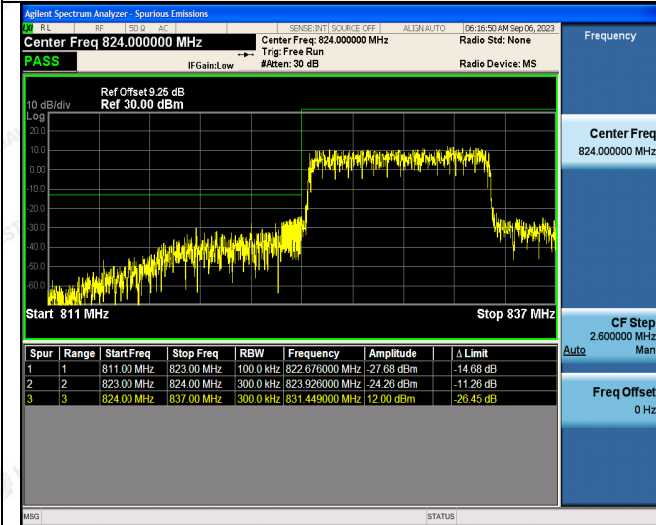 Agilent Spectrum Analyzer - Spurious Emissions
RL RF 50 Ω AC SENSE:INT SOURCE OFF ALIGN AUTO 06:16:50 AM Sep 06, 2023
Center Freq 824.000000 MHz Center Freq: 824.000000 MHz Radio Std: None
Trig: Free Run
PASS IFGain:Low #Atten: 30 dB Radio Device: MS
Ref Offset 9.25 dB
10 dB/div Ref 30.00 dBm
Log
20.0
10.0
0.00
-10.0
-20.0
-30.0
-40.0
-50.0
-60.0
Start 811 MHz Stop 837 MHz
Spur Range Start Freq Stop Freq RBW Frequency Amplitude Δ Limit
1 1 811.00 MHz 823.00 MHz 100.0 kHz 822.676000 MHz -27.68 dBm -14.68 dB
2 2 823.00 MHz 824.00 MHz 300.0 kHz 823.926000 MHz -24.26 dBm -11.26 dB
3 3 824.00 MHz 837.00 MHz 300.0 kHz 831.449000 MHz 12.00 dBm -26.45 dB
MSG STATUS
Frequency
Center Freq
824.000000 MHz
CF Step
2.600000 MHz
Auto Man
Freq Offset
0 Hz